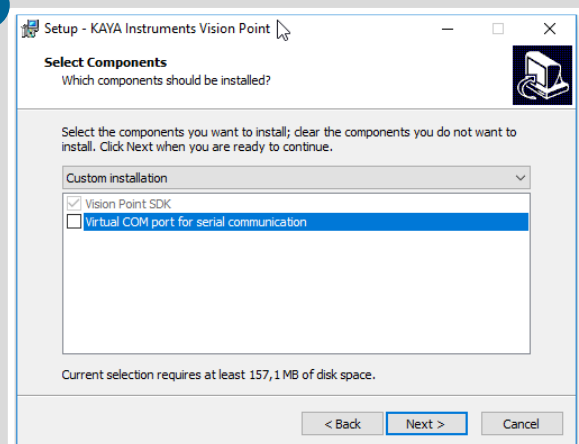 Setup - KAYA Instruments Vision Point
Select Components
Which components should be installed?
Select the components you want to install; clear the components you do not want to
install. Click Next when you are ready to continue.
Custom installation
Vision Point SDK
Virtual COM port for serial communication
Current selection requires at least 157,1 MB of disk space.
< Back
Next >
Cancel